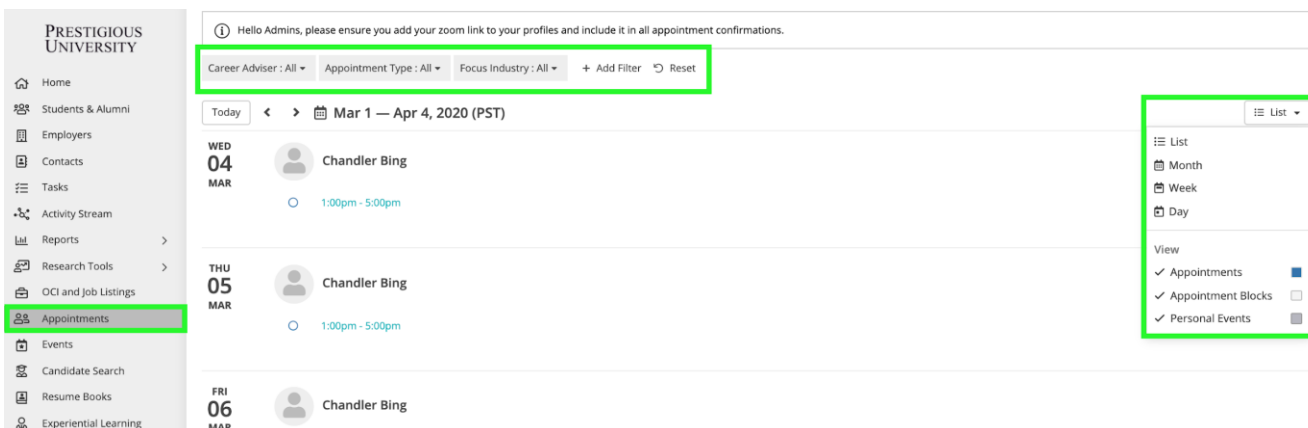 PRESTIGIOUS
UNIVERSITY
Home
Students & Alumni
Employers
Contacts
Tasks
Activity Stream
Reports
Research Tools
OCI and Job Listings
Appointments
Events
Candidate Search
Resume Books
Experiential Learning
Hello Admins, please ensure you add your zoom link to your profiles and include it in all appointment confirmations.
Career Adviser : All
Appointment Type : All
Focus Industry : All
+ Add Filter
Reset
Today
Mar 1 — Apr 4, 2020 (PST)
List
List
Month
Week
Day
View
Appointments
Appointment Blocks
Personal Events
WED
04
MAR
Chandler Bing
1:00pm - 5:00pm
THU
05
MAR
Chandler Bing
1:00pm - 5:00pm
FRI
06
MAR
Chandler Bing